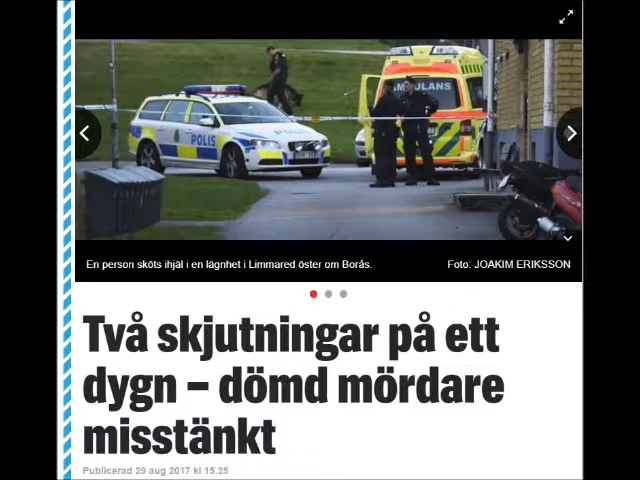 POLIS
AMBULANS
En person sköts ihjäl i en lägnhet i Limmared öster om Borås.
Foto: JOAKIM ERIKSSON
Två skjutningar på ett
dygn – dömd mördare
misstänkt
Publicerad 29 aug 2017 kl 15.25